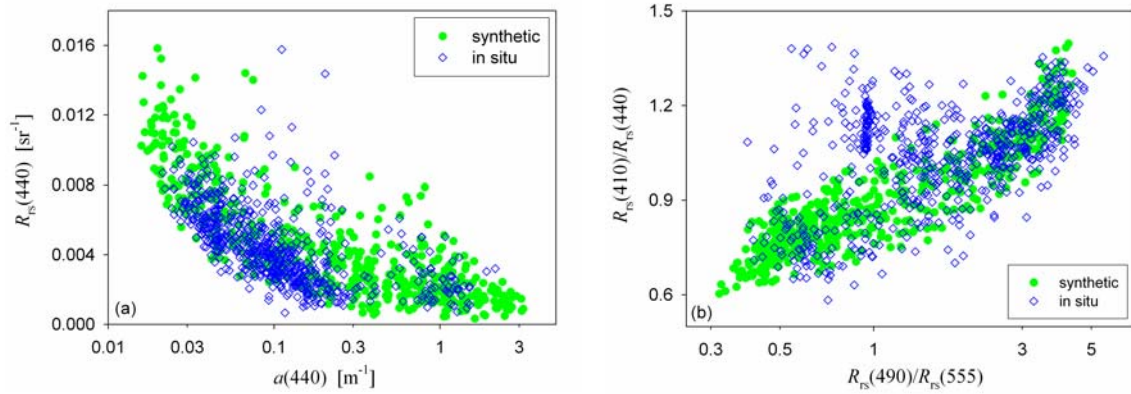 synthetic
in situ
0.016
0.012
0.008
0.004
0.000
Rrs(440) [sr-1]
(a)
0.01 0.03 0.1 0.3 1 3
a(440) [m-1]
1.5
1.2
0.9
0.6
Rrs(410)/Rrs(440)
(b)
synthetic
in situ
0.3 0.5 1 3 5
Rrs(490)/Rrs(555)